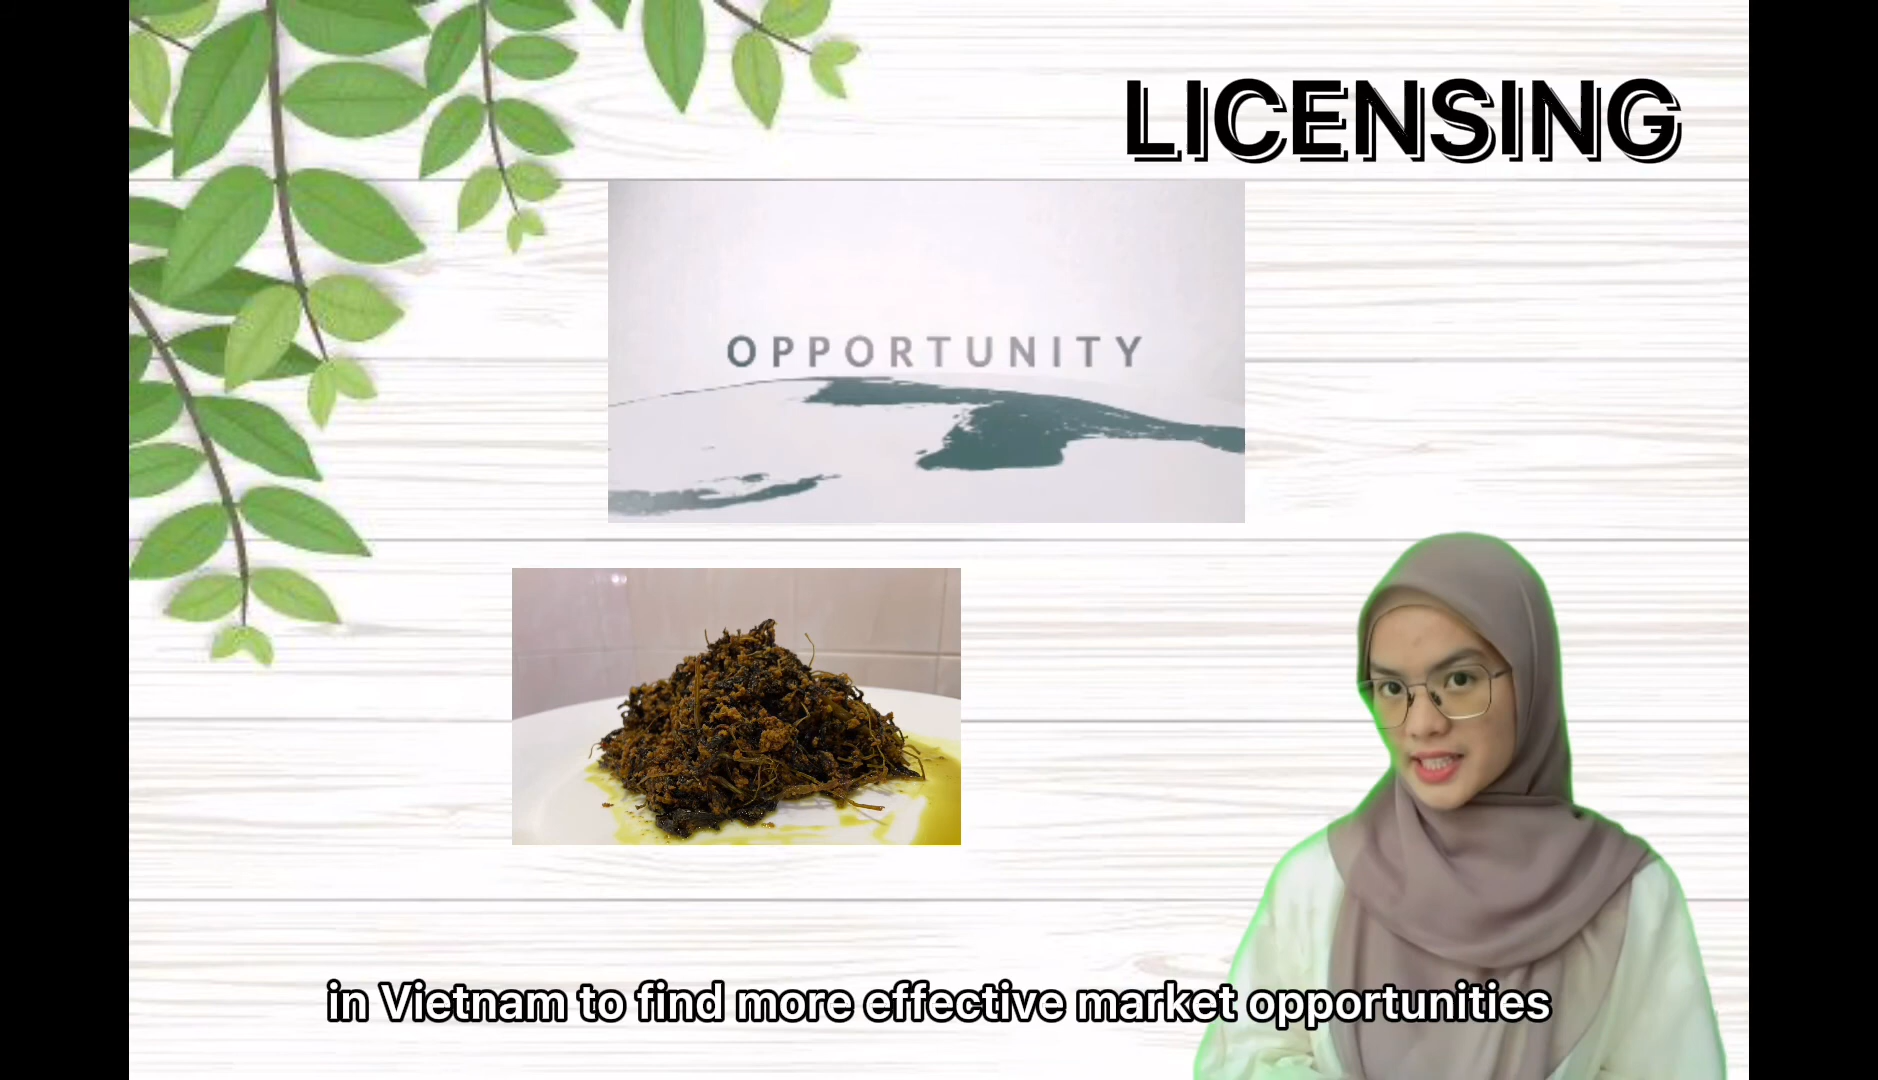 LICENSING
OPPORTUNITY
in Vietnam to find more effective market opportunities